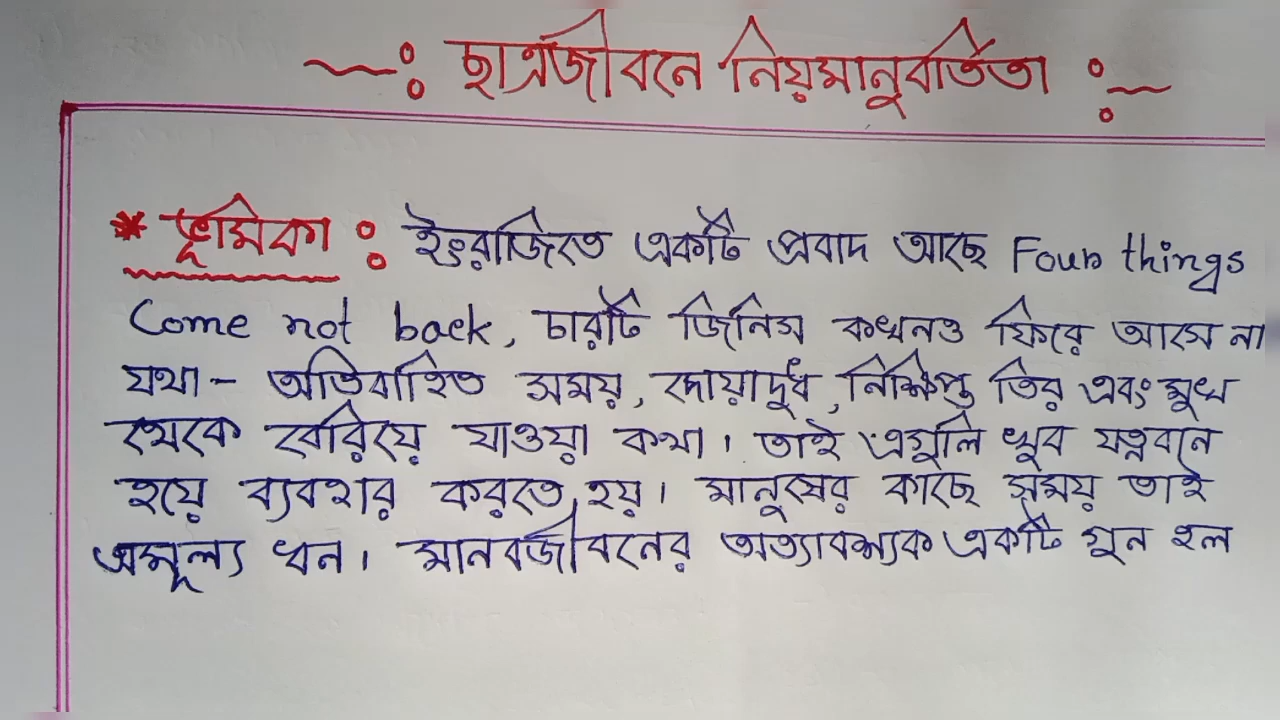 ~: ছাত্রজীবনে নিয়মানুবর্তিতা :~
* ভূমিকা : ইংরাজিতে একটি প্রবাদ আছে Four things
Come not back, চারটি জিনিস কখনও ফিরে আসে না
যথা - অতিবাহিত সময়, দোয়াদুধ, নিক্ষিপ্ত তির এবং মুখ
থেকে বেরিয়ে যাওয়া কথা। তাই এগুলি খুব যত্নবান
হয়ে ব্যবহার করতে হয়। মানুষের কাছে সময় তাই
অমূল্য ধন। মানবজীবনের অত্যাবশ্যক একটি গুন হল